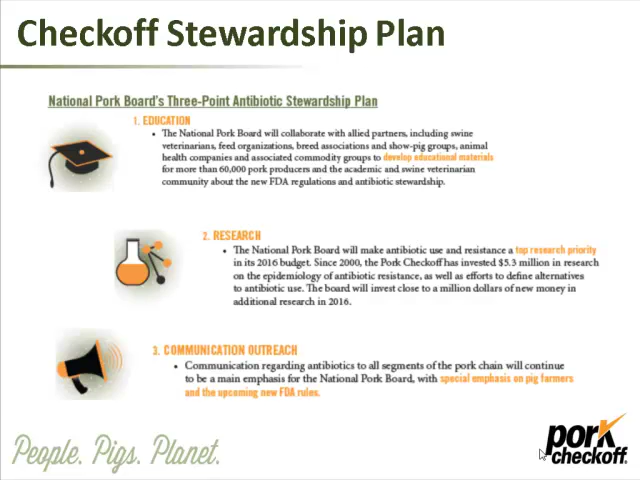 Checkoff Stewardship Plan
National Pork Board's Three-Point Antibiotic Stewardship Plan
1. EDUCATION
• The National Pork Board will collaborate with allied partners, including swine
veterinarians, feed organizations, breed associations and show-pig groups, animal
health companies and associated commodity groups to develop educational materials
for more than 60,000 pork producers and the academic and swine veterinarian
community about the new FDA regulations and antibiotic stewardship.
2. RESEARCH
• The National Pork Board will make antibiotic use and resistance a top research priority
in its 2016 budget. Since 2000, the Pork Checkoff has invested $5.3 million in research
on the epidemiology of antibiotic resistance, as well as efforts to define alternatives
to antibiotic use. The board will invest close to a million dollars of new money in
additional research in 2016.
3. COMMUNICATION OUTREACH
• Communication regarding antibiotics to all segments of the pork chain will continue
to be a main emphasis for the National Pork Board, with special emphasis on pig farmers
and the upcoming new FDA rules.
People. Pigs. Planet.
pork
checkoff.